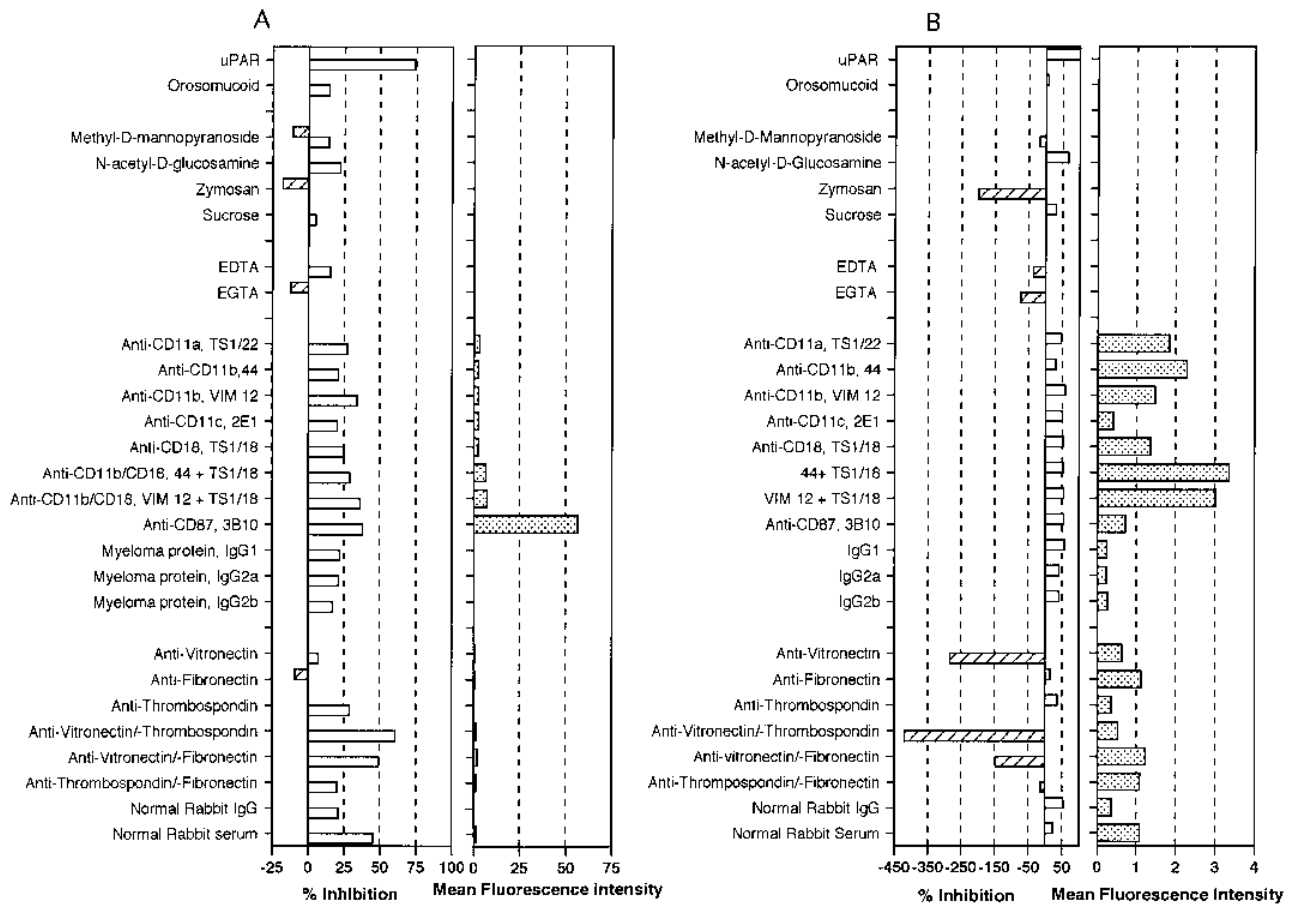 A
uPAR
Orosomucoid
Methyl-D-mannopyranoside
N-acetyl-D-glucosamine
Zymosan
Sucrose
EDTA
EGTA
Anti-CD11a, TS1/22
Anti-CD11b,44
Anti-CD11b, VIM 12
Anti-CD11c, 2E1
Anti-CD18, TS1/18
Anti-CD11b/CD18, 44 + TS1/18
Anti-CD11b/CD18, VIM 12 + TS1/18
Anti-CD87, 3B10
Myeloma protein, IgG1
Myeloma protein, IgG2a
Myeloma protein, IgG2b
Anti-Vitronectin
Anti-Fibronectin
Anti-Thrombospondin
Anti-Vitronectin/-Thrombospondin
Anti-Vitronectin/-Fibronectin
Anti-Thrombospondin/-Fibronectin
Normal Rabbit IgG
Normal Rabbit serum
-25 0 25 50 75 100
% Inhibition
0 25 50 75
Mean Fluorescence intensity
B
uPAR
Orosomucoid
Methyl-D-Mannopyranoside
N-acetyl-D-Glucosamine
Zymosan
Sucrose
EDTA
EGTA
Anti-CD11a, TS1/22
Anti-CD11b, 44
Anti-CD11b, VIM 12
Anti-CD11c, 2E1
Anti-CD18, TS1/18
44+ TS1/18
VIM 12 + TS1/18
Anti-CD87, 3B10
IgG1
IgG2a
IgG2b
Anti-Vitronectin
Anti-Fibronectin
Anti-Thrombospondin
Anti-Vitronectin/-Thrombospondin
Anti-vitronectin/-Fibronectin
Anti-Thrompospondin/-Fibronectin
Normal Rabbit IgG
Normal Rabbit Serum
-450 -350 -250 -150 -50 50
% Inhibition
0 1 2 3 4
Mean Fluorescence Intensity